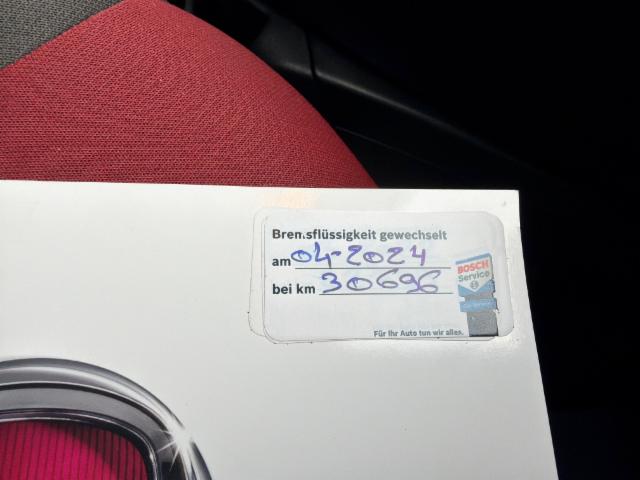 Bremsflüssigkeit gewechselt
am 04-2024
bei km 30696
BOSCH
Service
Für Ihr Auto tun wir alles.